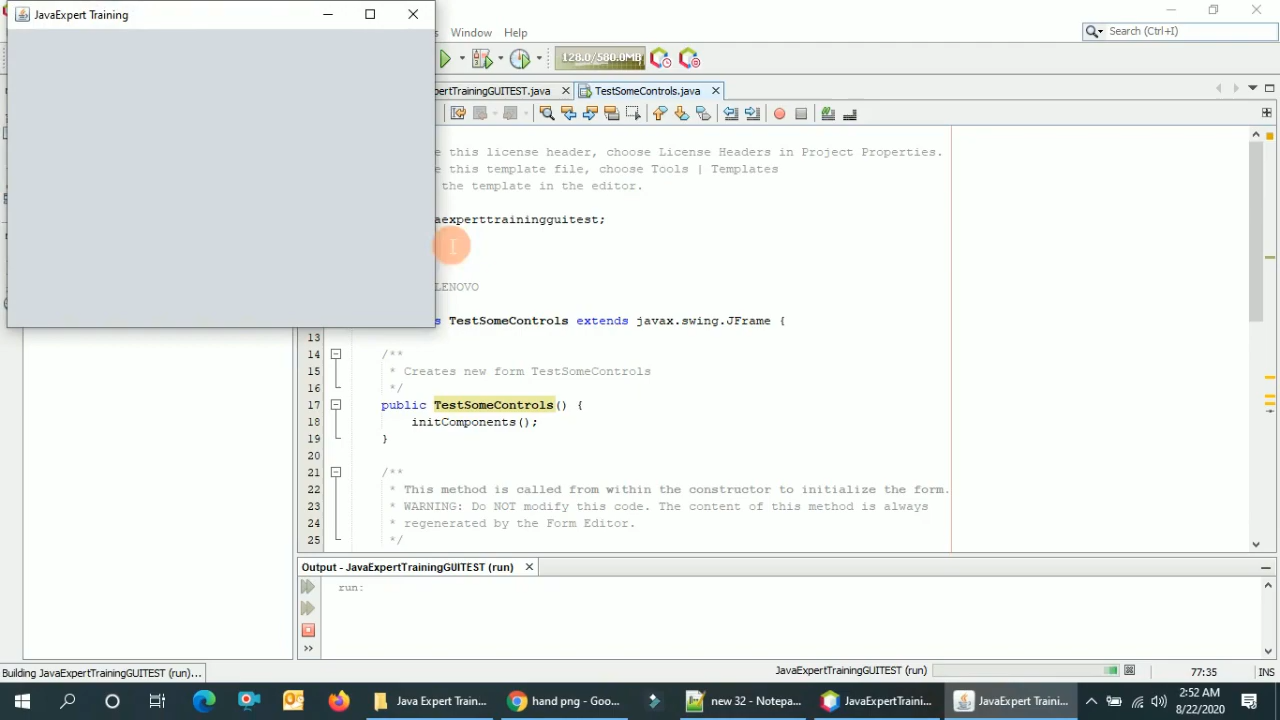 JavaExpert Training
Window Help
Search (Ctrl+I)
128.0/580.0MB
ertTrainingGUITEST.java
TestSomeControls.java
e this license header, choose License Headers in Project Properties.
e this template file, choose Tools | Templates
the template in the editor.
aexperttrainingguitest;
LENOVO
TestSomeControls extends javax.swing.JFrame {
13
14 /**
15 * Creates new form TestSomeControls
16 */
17 public TestSomeControls() {
18 initComponents();
19 }
20
21 /**
22 * This method is called from within the constructor to initialize the form.
23 * WARNING: Do NOT modify this code. The content of this method is always
24 * regenerated by the Form Editor.
25 */
Output - JavaExpertTrainingGUITEST (run)
run:
Building JavaExpertTrainingGUITEST (run)...
JavaExpertTrainingGUITEST (run)
77:35
INS
Java Expert Train...
hand png - Goo...
new 32 - Notepa...
JavaExpertTraini...
JavaExpert Traini...
2:52 AM
8/22/2020